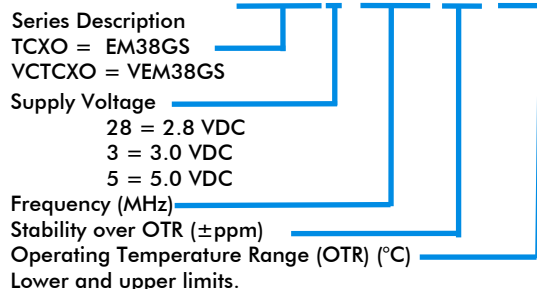 Series Description
TCXO = EM38GS
VCTCXO = VEM38GS
Supply Voltage
28 = 2.8 VDC
3 = 3.0 VDC
5 = 5.0 VDC
Frequency (MHz)
Stability over OTR (±ppm)
Operating Temperature Range (OTR) (°C)
Lower and upper limits.